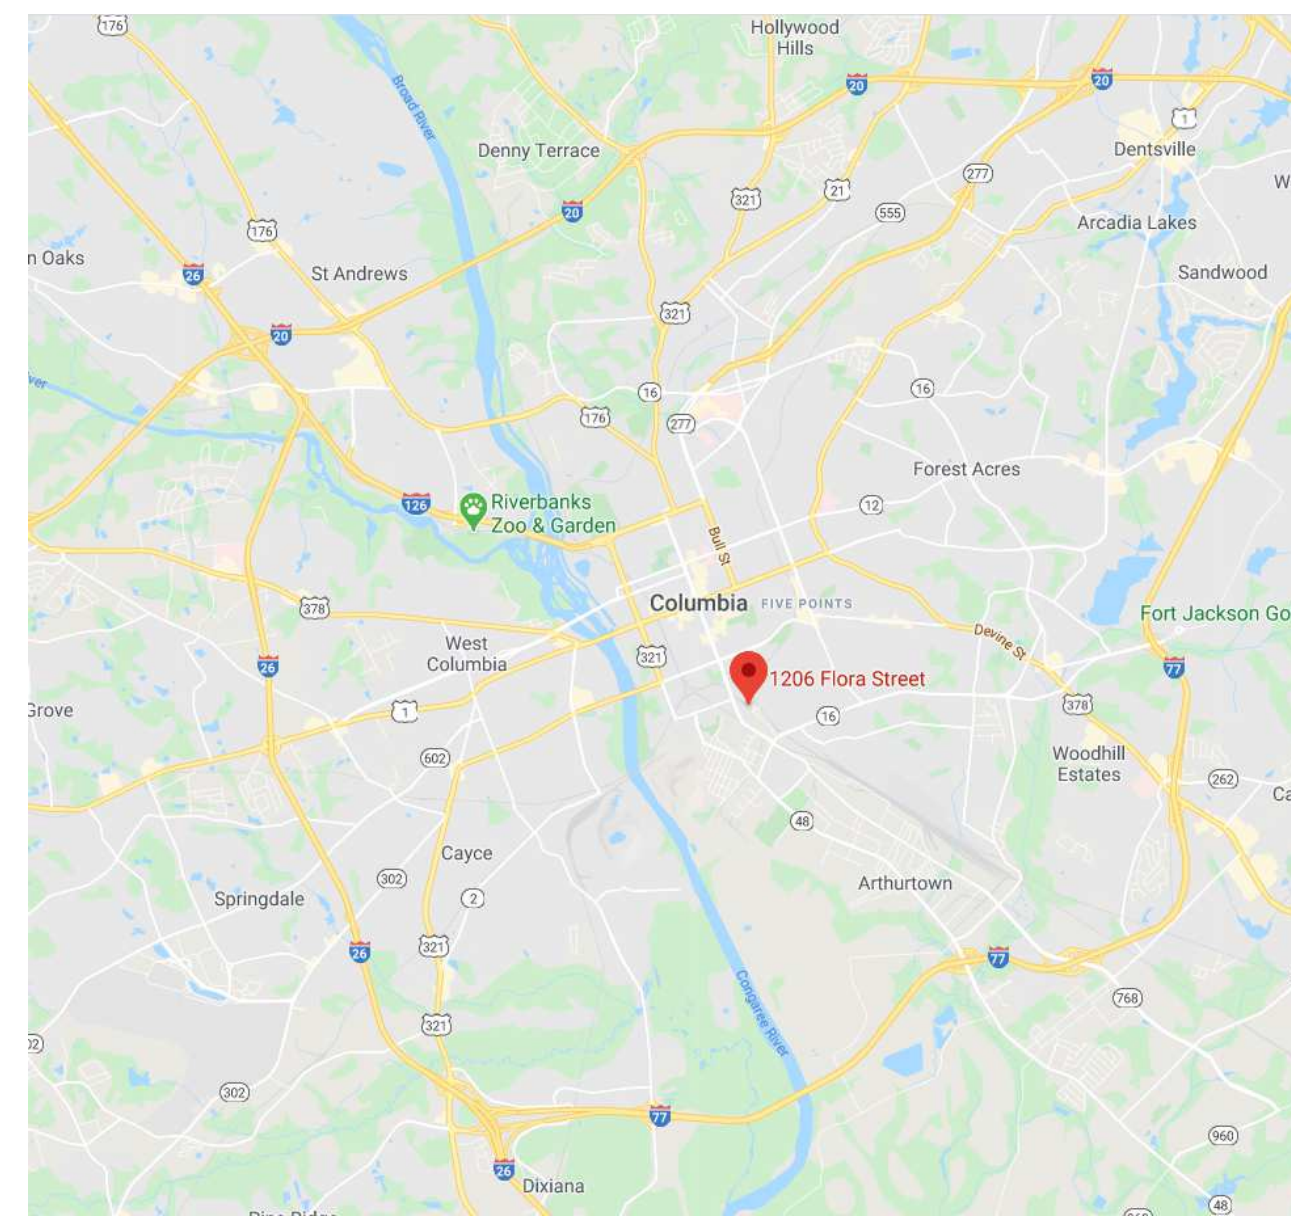 176
Hollywood
Hills
20
20
Broad River
1
Denny Terrace
Dentsville
277
321
21
20
555
176
Arcadia Lakes
n Oaks
26
St Andrews
Sandwood
321
20
16
16
176
277
Forest Acres
126
Riverbanks
Zoo & Garden
12
Bull St
378
Columbia
FIVE POINTS
Fort Jackson Go
Devine St
West
Columbia
321
26
77
1206 Flora Street
Grove
1
16
378
602
Woodhill
Estates
262
Ca
48
Cayce
302
2
Springdale
Arthurtown
321
26
77
Congaree River
768
321
302
77
960
26
Dixiana
48